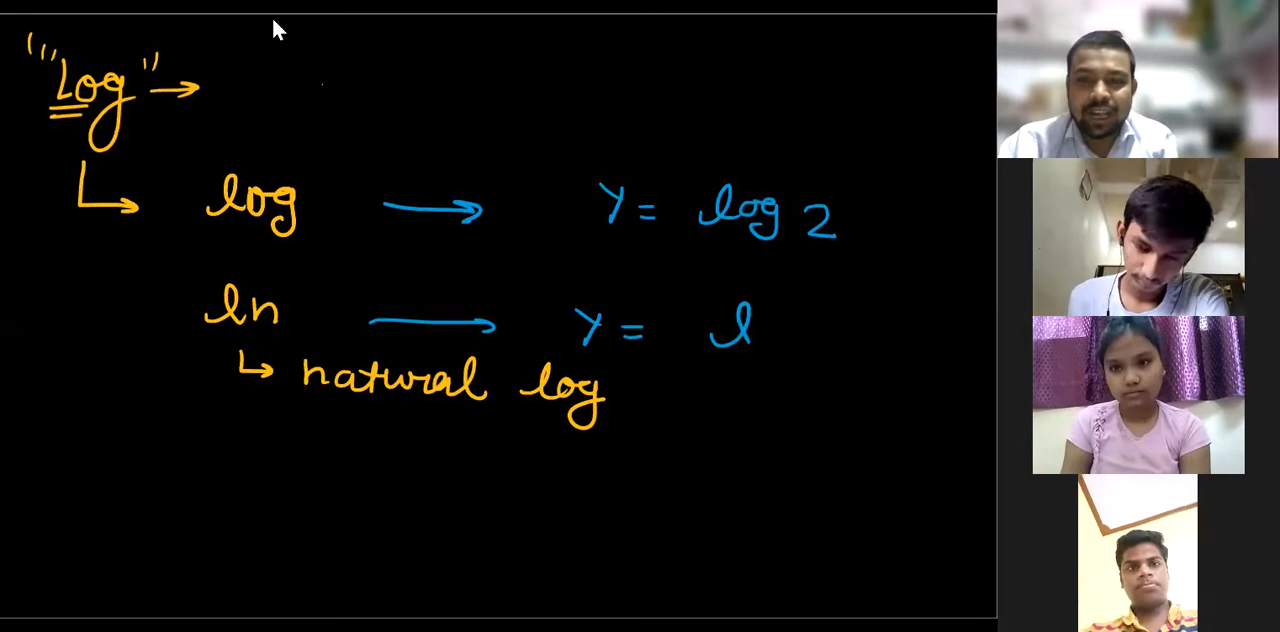 "Log" →
↳ log → y = log 2
ln → y = l
↳ natural log